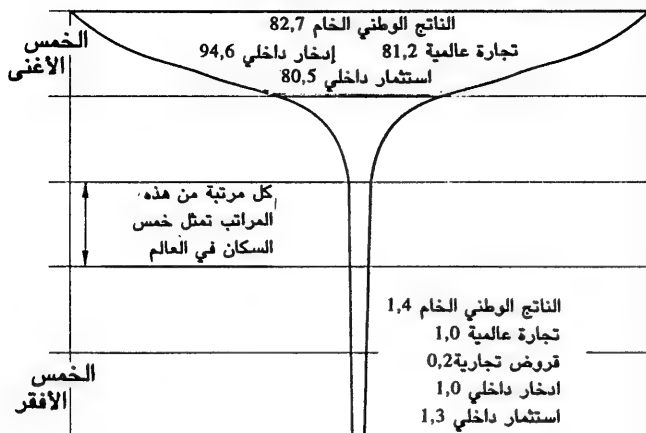 الناتج الوطني الخام 82,7
تجارة عالمية 81,2 إدخار داخلي 94,6
استثمار داخلي 80,5
الخمس
الأغنى
كل مرتبة من هذه
المراتب تمثل خمس
السكان في العالم
الناتج الوطني الخام 1,4
تجارة عالمية 1,0
قروض تجارية 0,2
ادخار داخلي 1,0
استثمار داخلي 1,3
الخمس
الأفقر